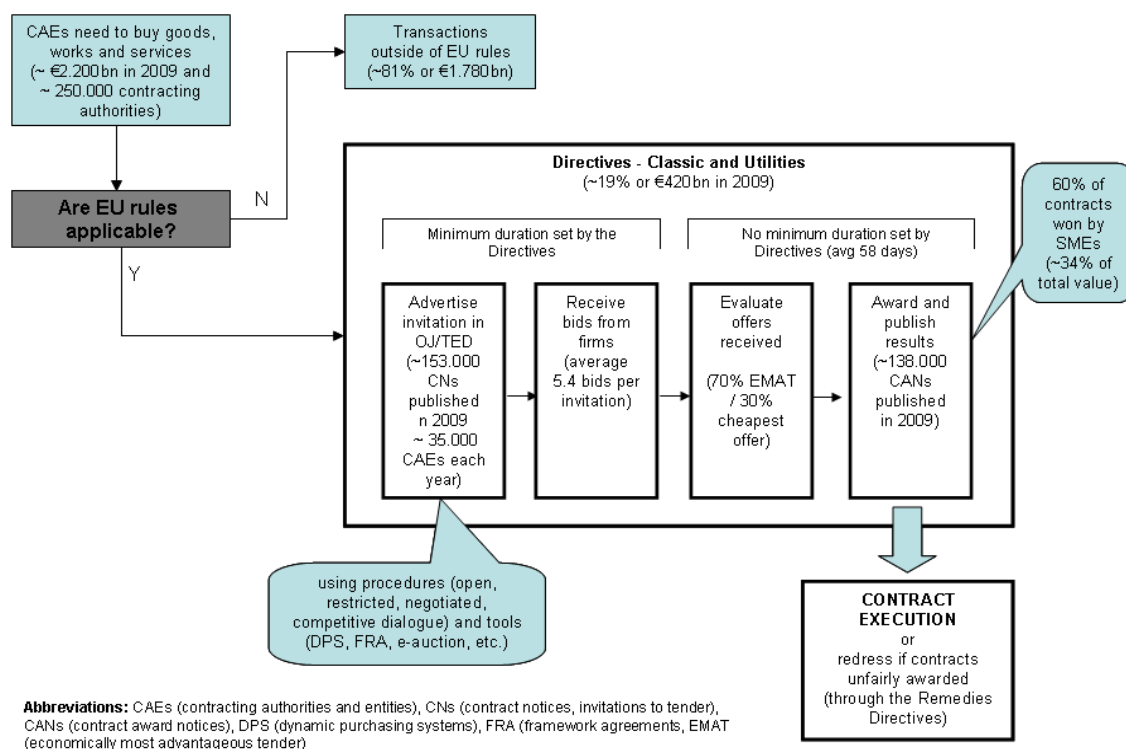 CAEs need to buy goods,
works and services
(~ €2.200bn in 2009 and
~ 250.000 contracting
authorities)
Transactions
outside of EU rules
(~81% or €1.780bn)
Are EU rules
applicable?
N
Y
Directives - Classic and Utilities
(~19% or €420bn in 2009)
Minimum duration set by the
Directives
No minimum duration set by
Directives (avg 58 days)
Advertise
invitation in
OJ/TED
(~153.000
CNs
published
n 2009
~ 35.000
CAEs each
year)
Receive
bids from
firms
(average
5.4 bids per
invitation)
Evaluate
offers
received
(70% EMAT
/ 30%
cheapest
offer)
Award and
publish
results
(~138.000
CANs
published
in 2009)
60% of
contracts
won by
SMEs
(~34% of
total value)
using procedures (open,
restricted, negotiated,
competitive dialogue) and tools
(DPS, FRA, e-auction, etc.)
CONTRACT
EXECUTION
or
redress if contracts
unfairly awarded
(through the Remedies
Directives)
Abbreviations: CAEs (contracting authorities and entities), CNs (contract notices, invitations to tender),
CANs (contract award notices), DPS (dynamic purchasing systems), FRA (framework agreements, EMAT
(economically most advantageous tender)